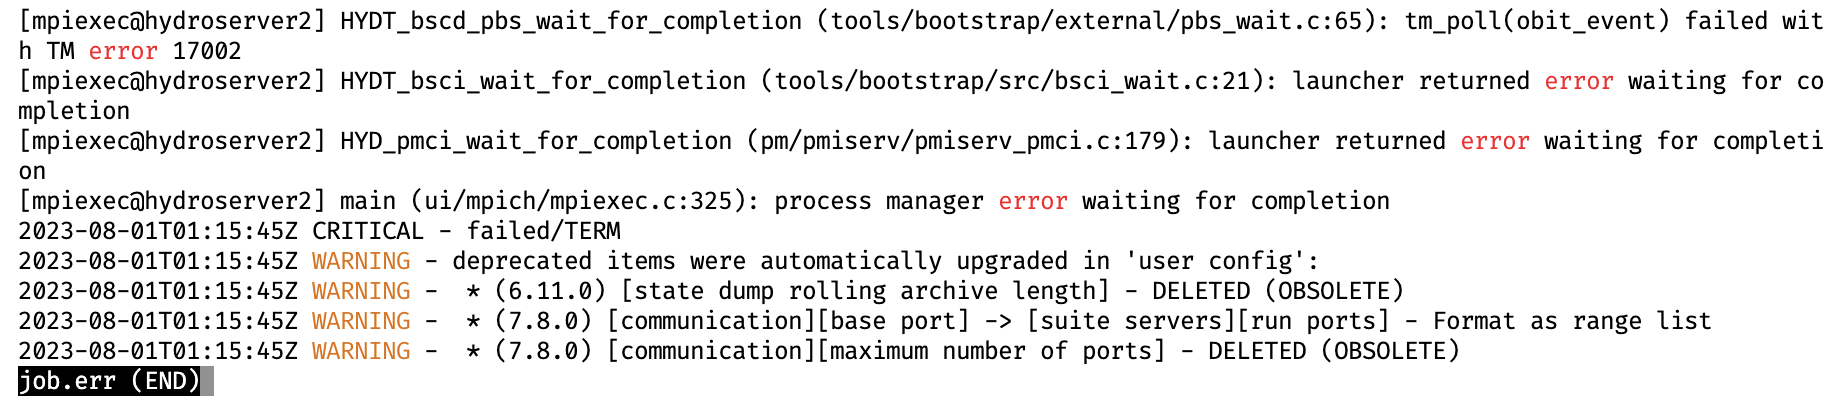 [mpiexec@hydroserver2] HYDT_bscd_pbs_wait_for_completion (tools/bootstrap/external/pbs_wait.c:65): tm_poll(obit_event) failed wit
h TM error 17002
[mpiexec@hydroserver2] HYDT_bsci_wait_for_completion (tools/bootstrap/src/bsci_wait.c:21): launcher returned error waiting for co
mpletion
[mpiexec@hydroserver2] HYD_pmci_wait_for_completion (pm/pmiserv/pmiserv_pmci.c:179): launcher returned error waiting for completi
on
[mpiexec@hydroserver2] main (ui/mpich/mpiexec.c:325): process manager error waiting for completion
2023-08-01T01:15:45Z CRITICAL - failed/TERM
2023-08-01T01:15:45Z WARNING - deprecated items were automatically upgraded in 'user config':
2023-08-01T01:15:45Z WARNING -  * (6.11.0) [state dump rolling archive length] - DELETED (OBSOLETE)
2023-08-01T01:15:45Z WARNING -  * (7.8.0) [communication][base port] -> [suite servers][run ports] - Format as range list
2023-08-01T01:15:45Z WARNING -  * (7.8.0) [communication][maximum number of ports] - DELETED (OBSOLETE)
job.err (END)